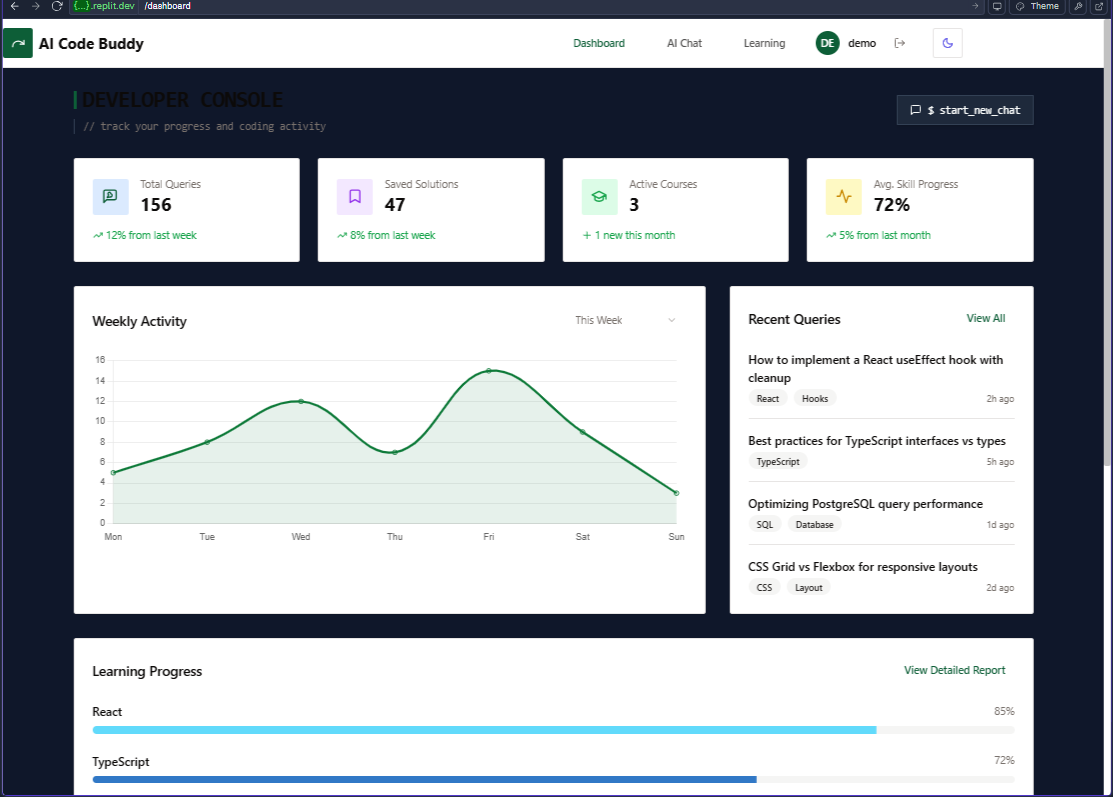 {...}.replit.dev /dashboard
Theme
AI Code Buddy
Dashboard
AI Chat
Learning
DE
demo
DEVELOPER CONSOLE
// track your progress and coding activity
$ start_new_chat
Total Queries
156
12% from last week
Saved Solutions
47
8% from last week
Active Courses
3
+ 1 new this month
Avg. Skill Progress
72%
5% from last month
Weekly Activity
This Week
16
14
12
10
8
6
4
2
0
Mon Tue Wed Thu Fri Sat Sun
Recent Queries
View All
How to implement a React useEffect hook with
cleanup
React Hooks 2h ago
Best practices for TypeScript interfaces vs types
TypeScript 5h ago
Optimizing PostgreSQL query performance
SQL Database 1d ago
CSS Grid vs Flexbox for responsive layouts
CSS Layout 2d ago
Learning Progress
View Detailed Report
React 85%
TypeScript 72%